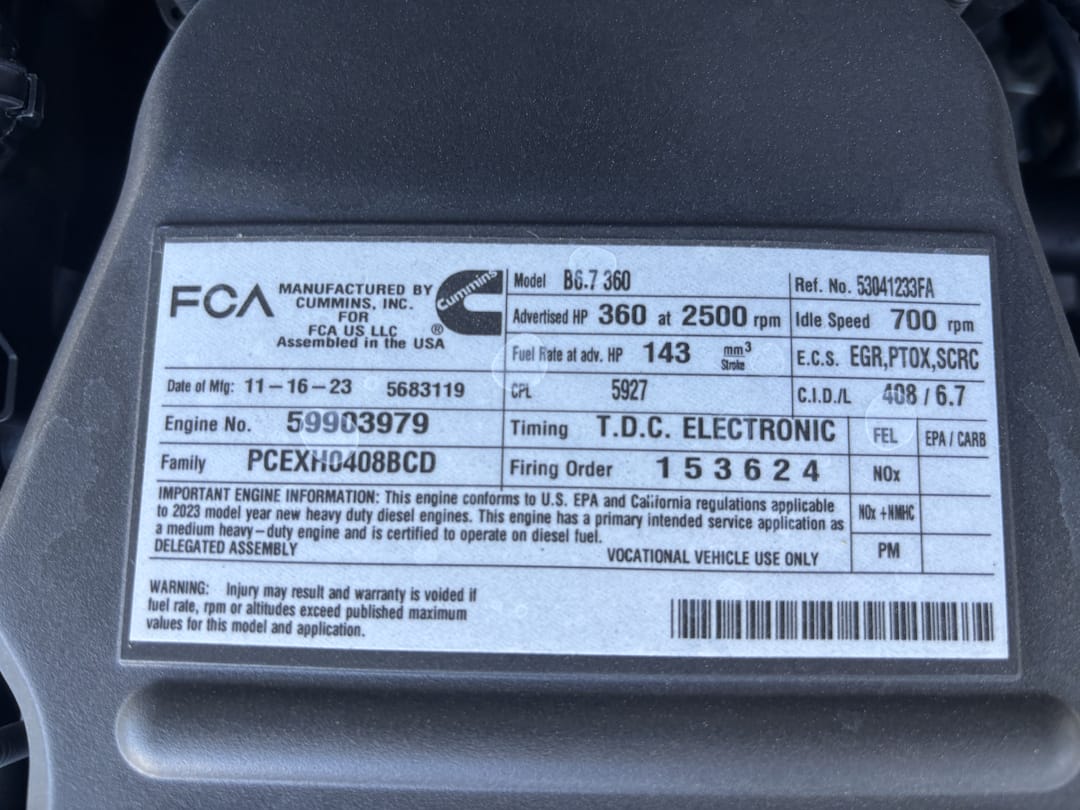 FCA
MANUFACTURED BY
CUMMINS, INC.
FOR
FCA US LLC
Assembled in the USA
®
Cummins
Model B6.7 360
Ref. No. 53041233FA
Advertised HP 360 at 2500 rpm
Idle Speed 700 rpm
Fuel Rate at adv. HP 143 mm3 Stroke
E.C.S. EGR,PTOX,SCRC
Date of Mfg: 11-16-23 5683119
CPL 5927
C.I.D./L 408 / 6.7
Engine No. 59903979
Timing T.D.C. ELECTRONIC
FEL EPA / CARB
Family PCEXH0408BCD
Firing Order 1 5 3 6 2 4
NOx
IMPORTANT ENGINE INFORMATION: This engine conforms to U.S. EPA and California regulations applicable
to 2023 model year new heavy duty diesel engines. This engine has a primary intended service application as
a medium heavy-duty engine and is certified to operate on diesel fuel.
DELEGATED ASSEMBLY
VOCATIONAL VEHICLE USE ONLY
NOx +NMHC
PM
WARNING: Injury may result and warranty is voided if
fuel rate, rpm or altitudes exceed published maximum
values for this model and application.